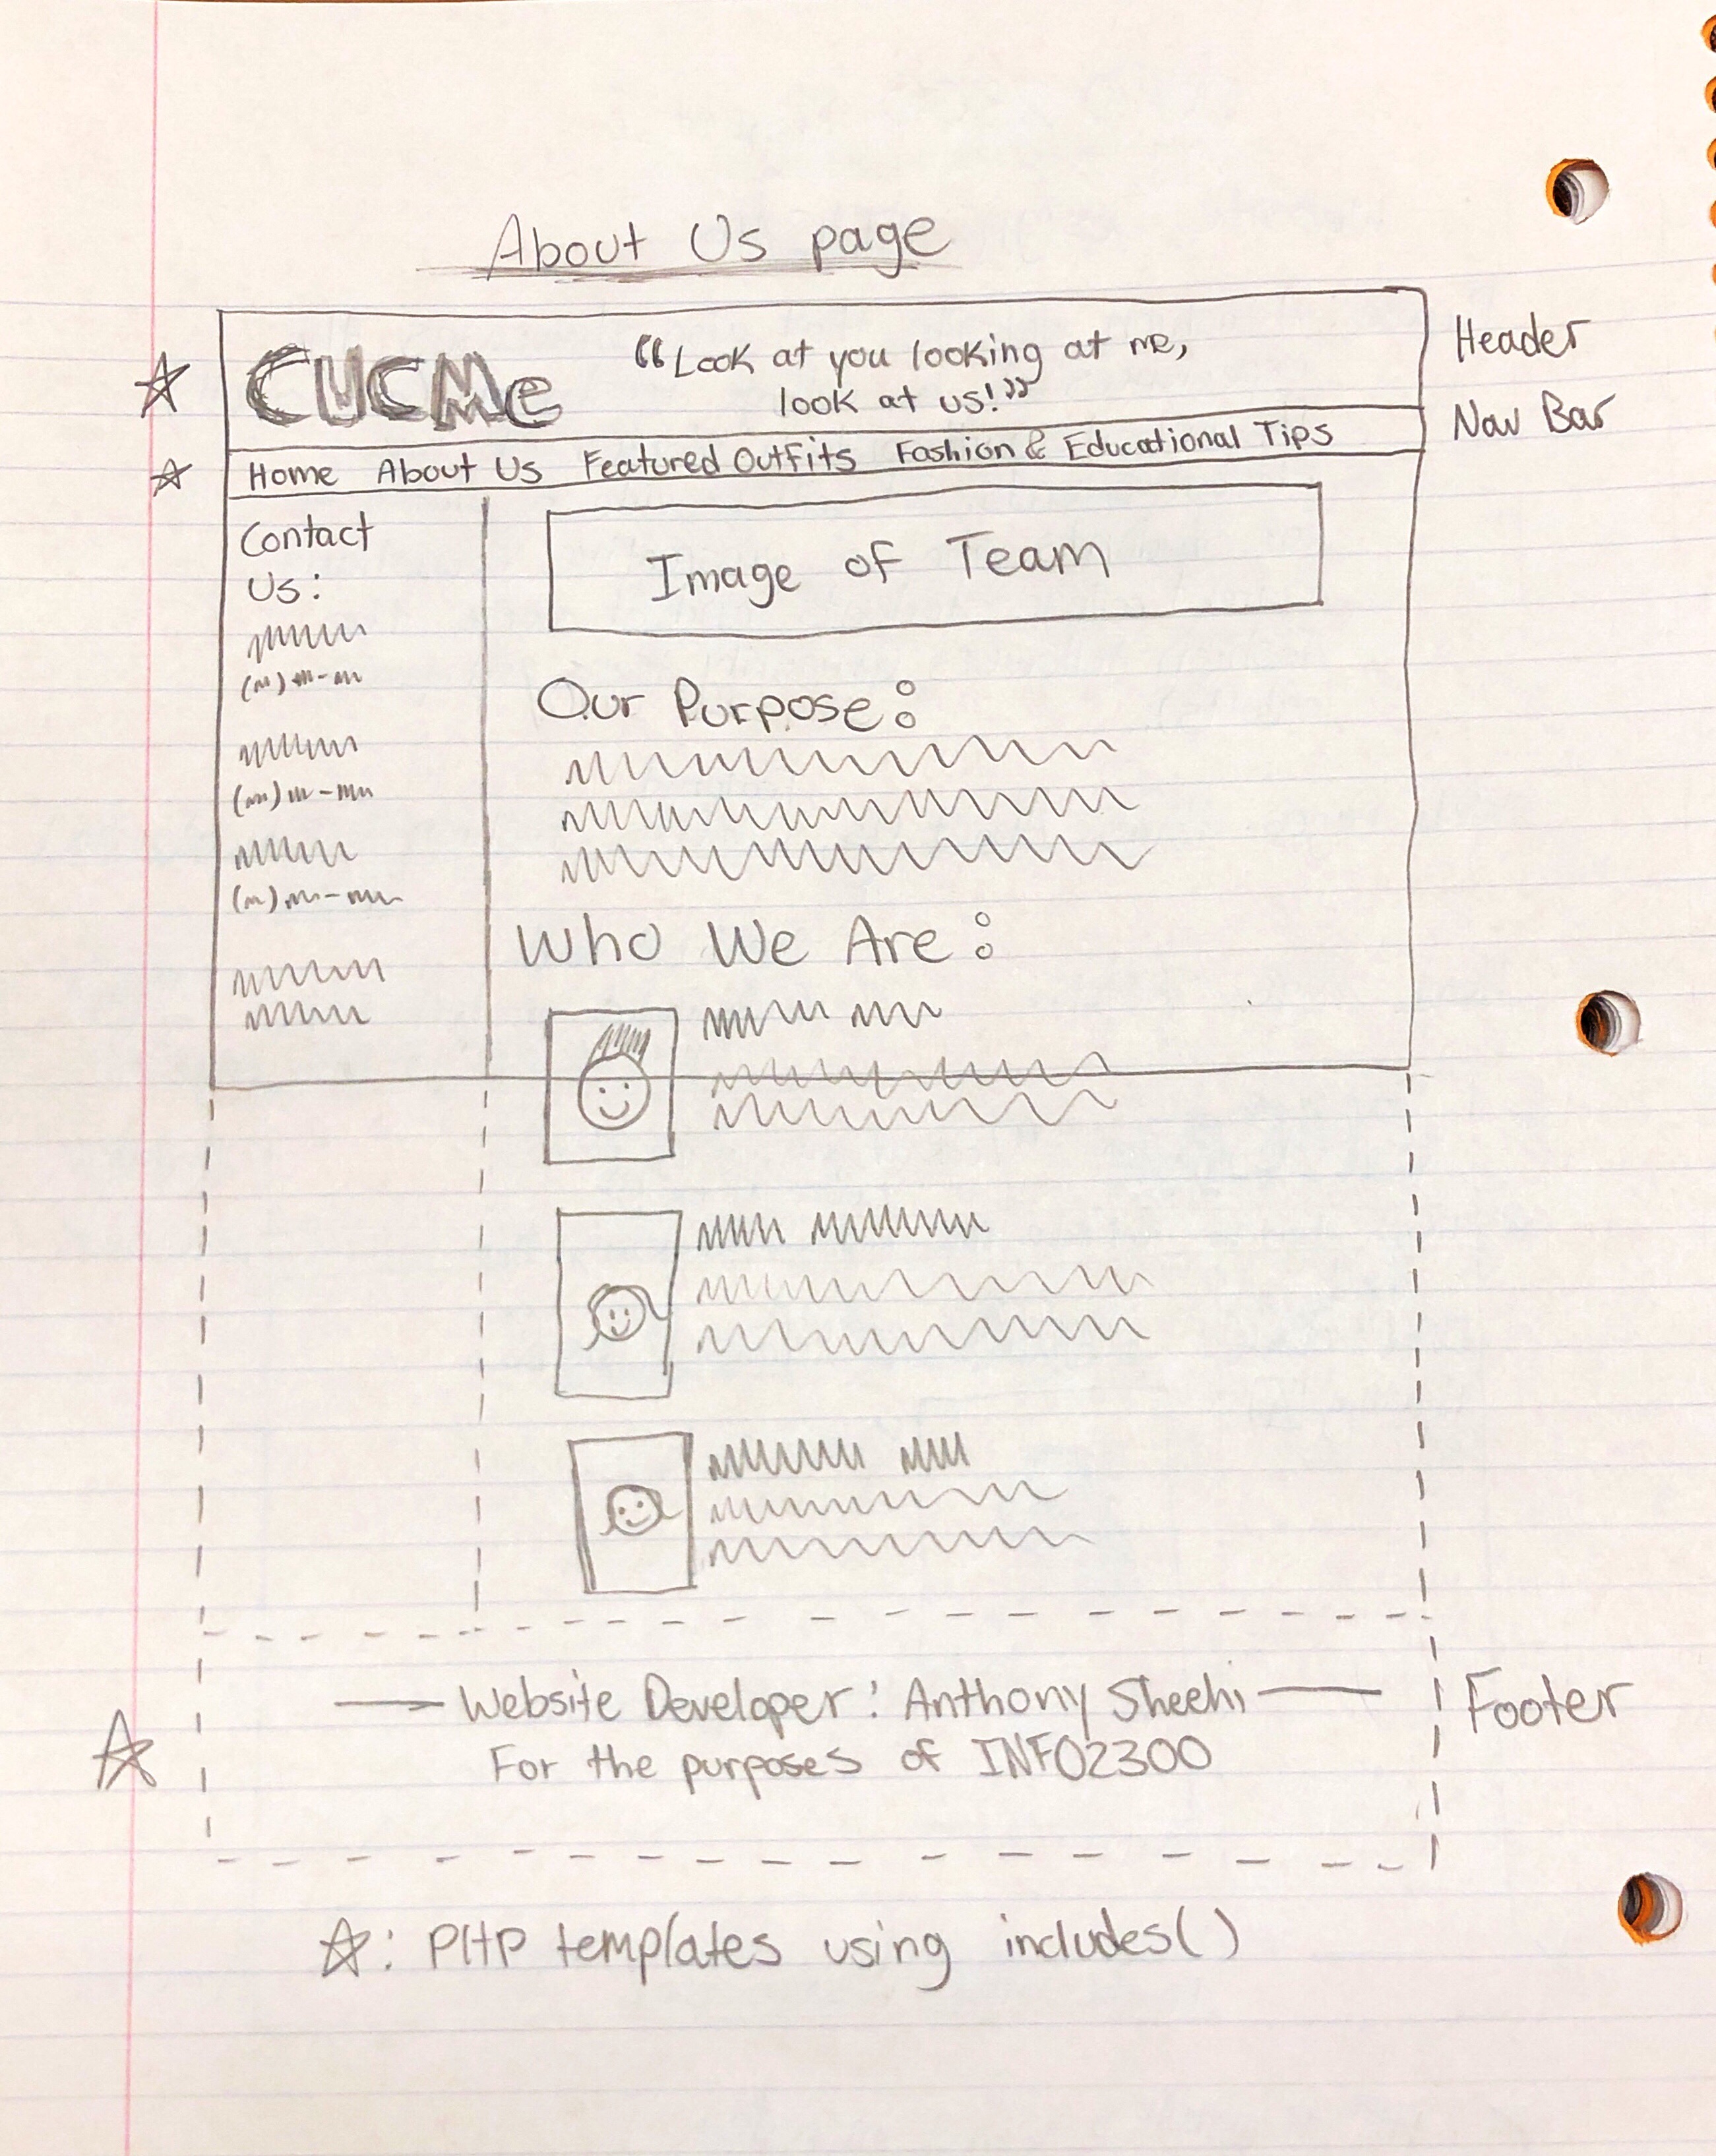 About Us page
CUCMe
"Look at you looking at me,
look at us!"
Header
Nav Bar
Home About Us Featured Outfits Fashion & Educational Tips
Contact
Us:
Image of Team
Our Purpose:
Who We Are:
Website Developer: Anthony Sheehi
For the purposes of INFO2300
Footer
☆: PHP templates using includes()